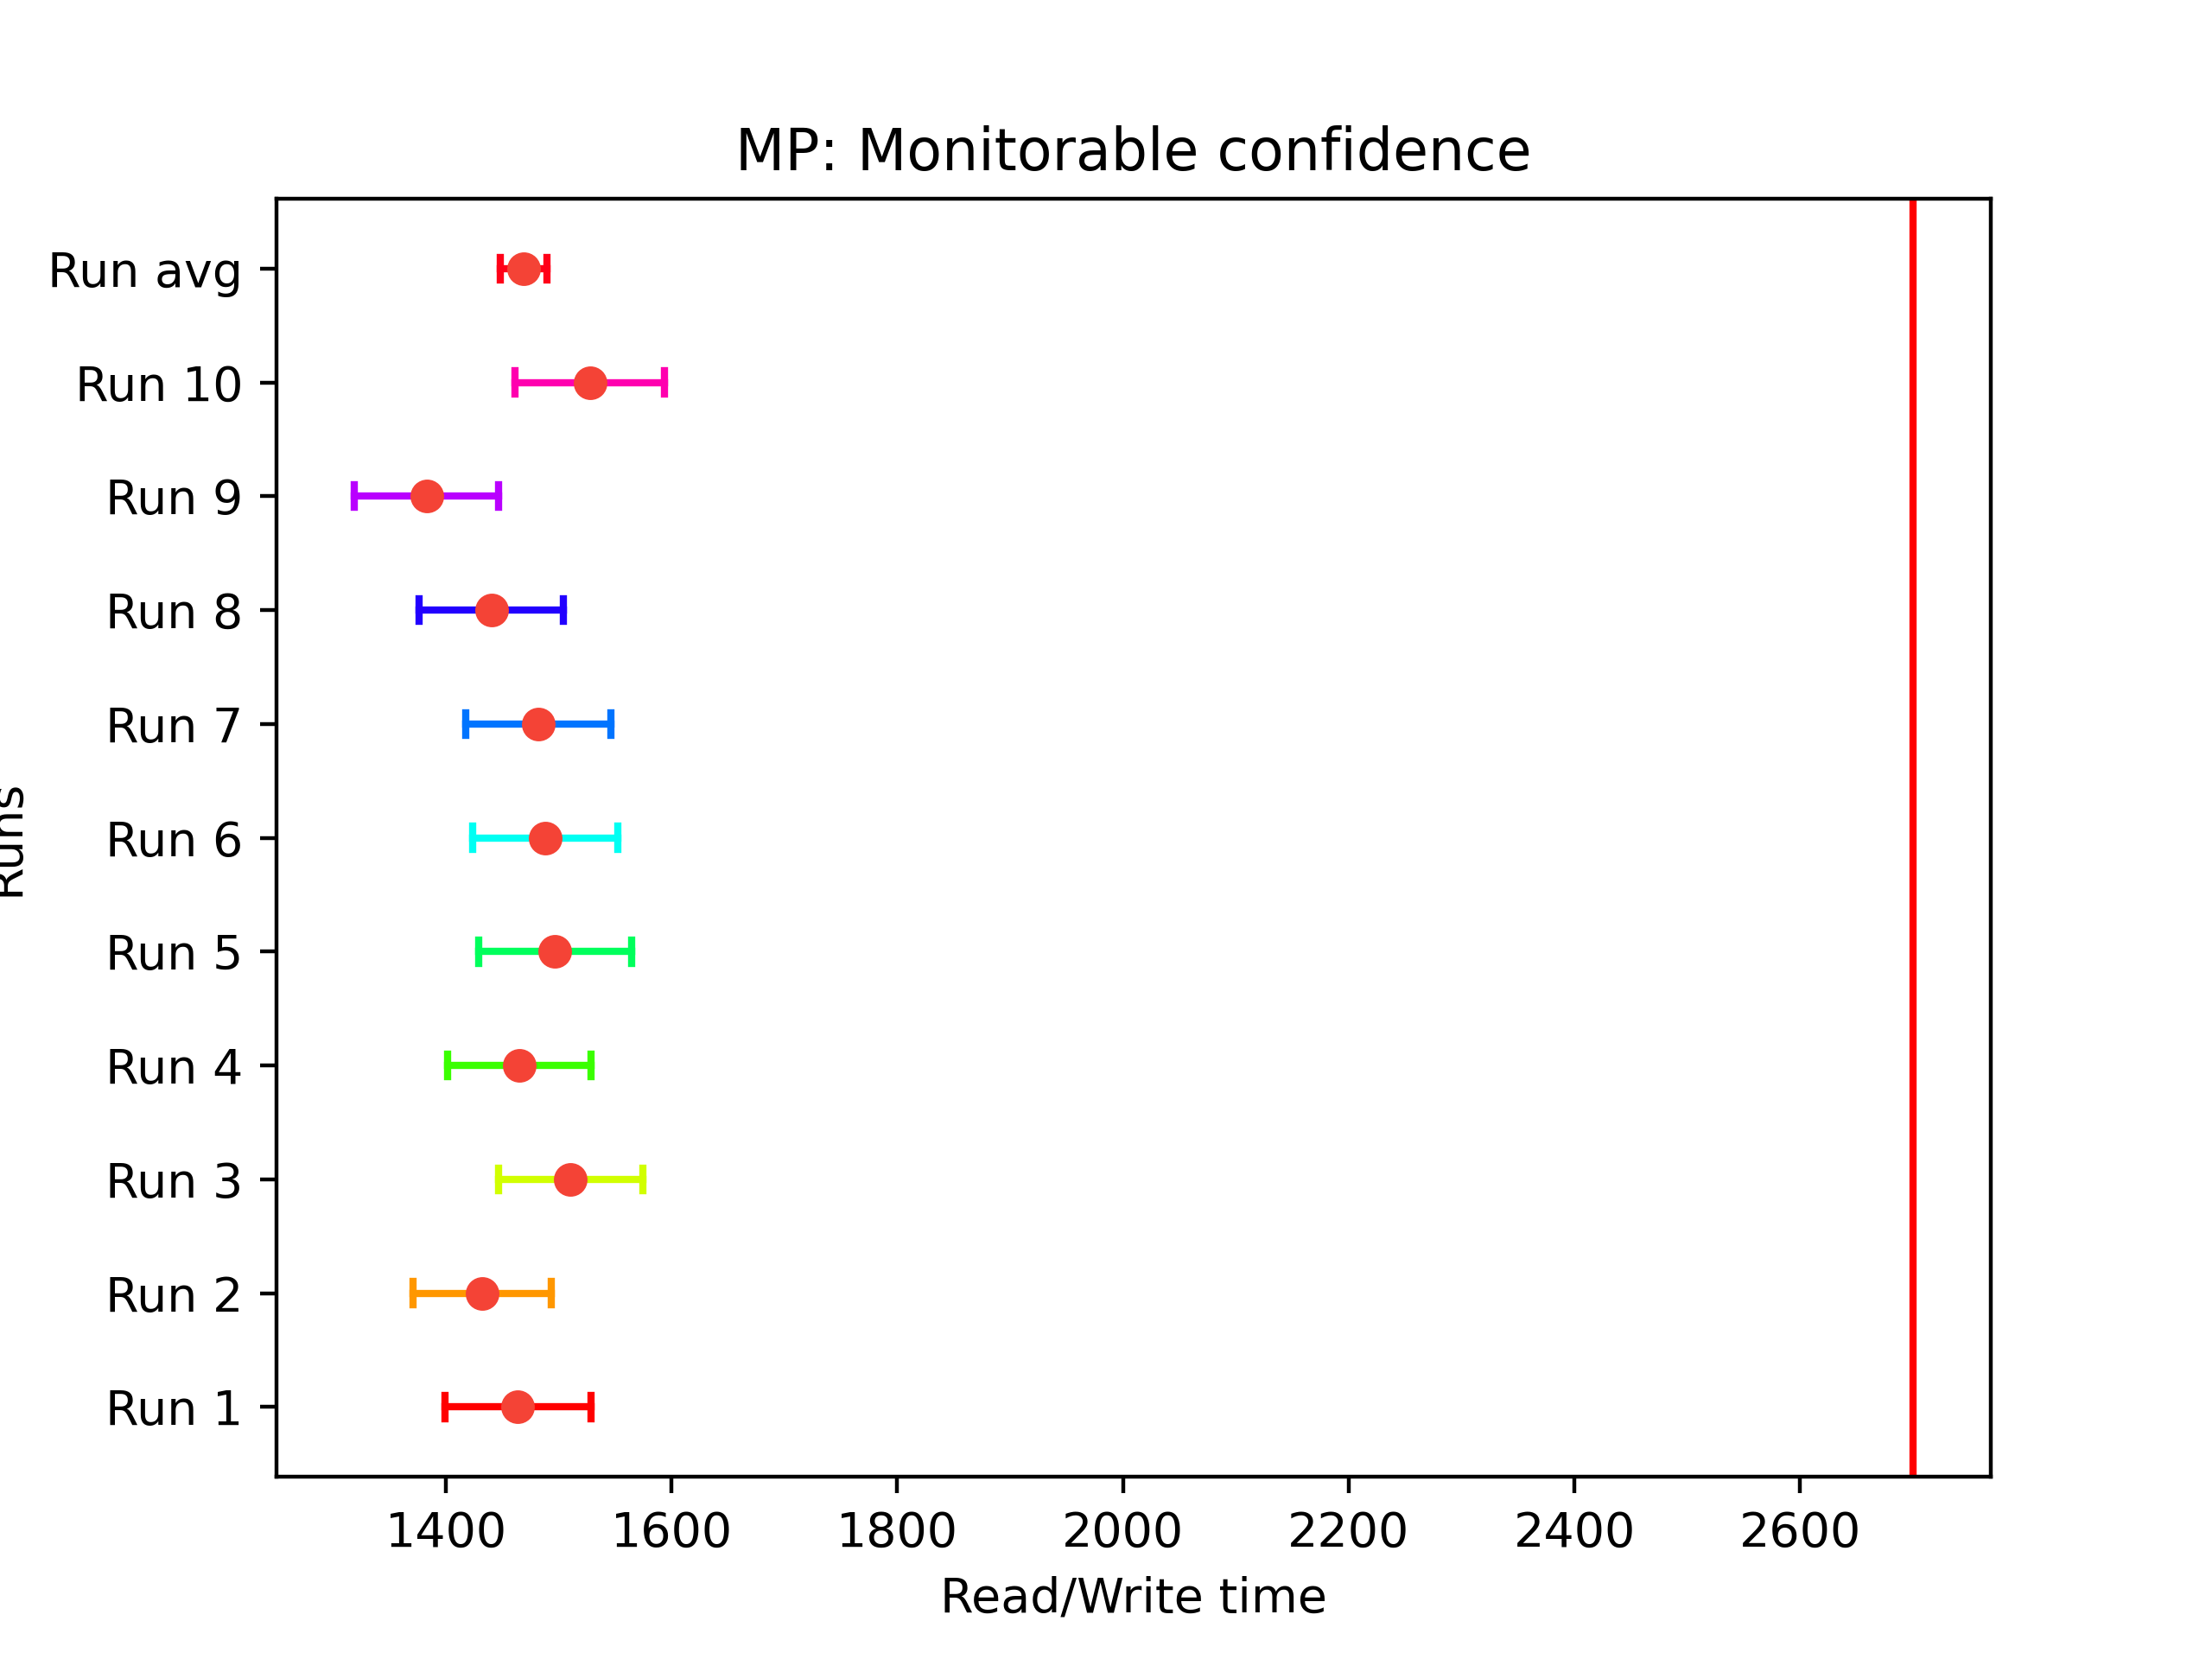 MP: Monitorable confidence
Run avg
Run 10
Run 9
Run 8
Run 7
Run 6
Run 5
Run 4
Run 3
Run 2
Run 1
Runs
1400 1600 1800 2000 2200 2400 2600
Read/Write time